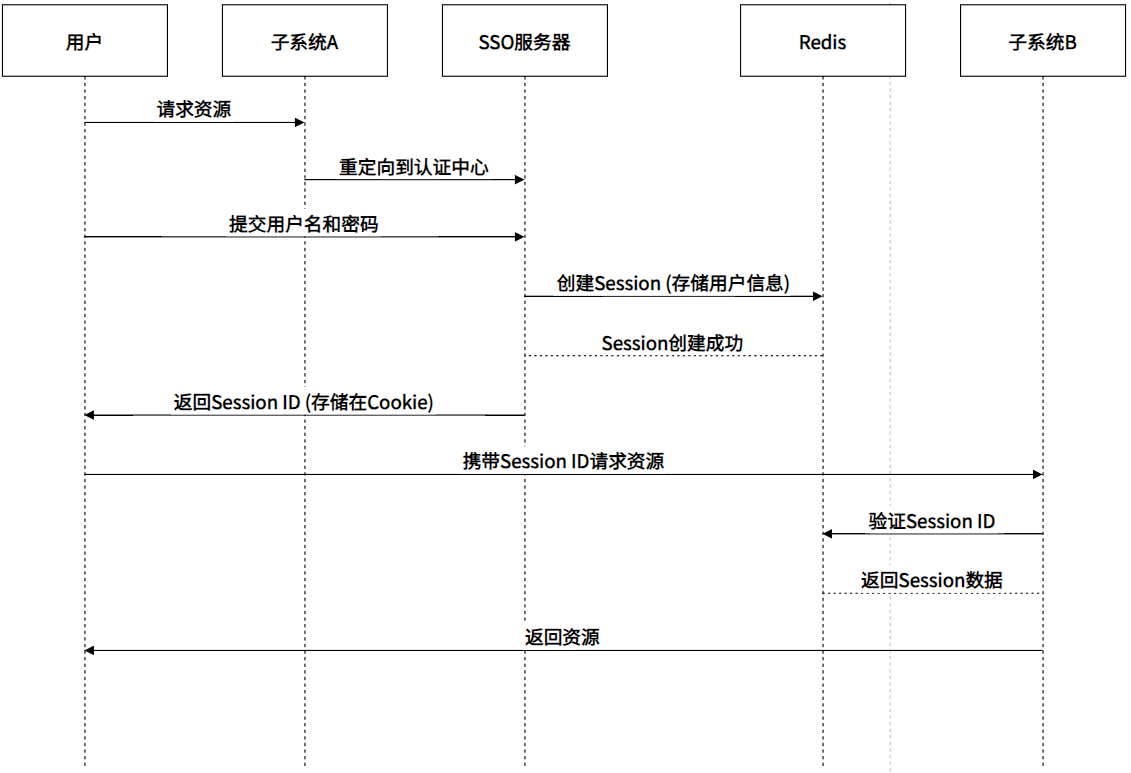 用户
子系统A
SSO服务器
Redis
子系统B
请求资源
重定向到认证中心
提交用户名和密码
创建Session (存储用户信息)
Session创建成功
返回Session ID (存储在Cookie)
携带Session ID请求资源
验证Session ID
返回Session数据
返回资源